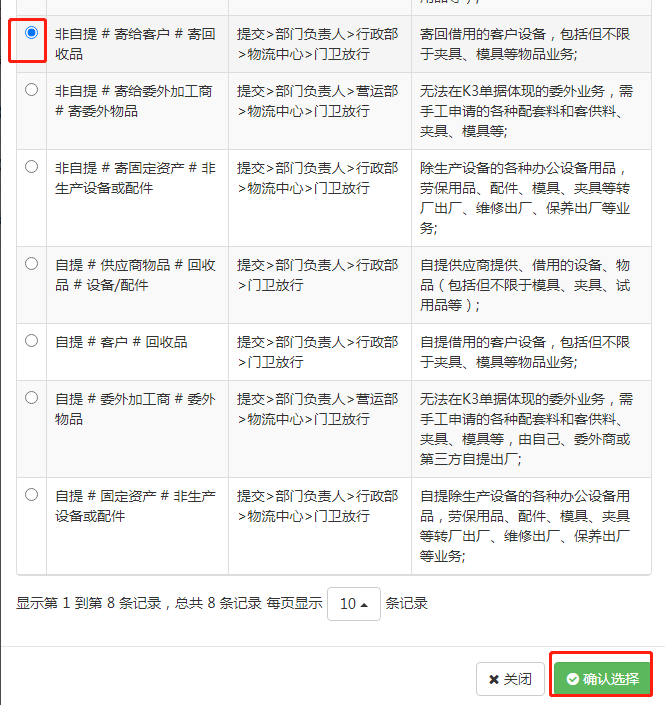 非自提 # 寄给客户 # 寄回收品
提交>部门负责人>行政部>物流中心>门卫放行
寄回借用的客户设备，包括但不限于夹具、模具等物品业务;
非自提 # 寄给委外加工商 # 寄委外物品
提交>部门负责人>营运部>物流中心>门卫放行
无法在K3单据体现的委外业务，需手工申请的各种配套料和客供料、夹具、模具等;
非自提 # 寄固定资产 # 非生产设备或配件
提交>部门负责人>行政部>物流中心>门卫放行
除生产设备的各种办公设备用品，劳保用品、配件、模具、夹具等转厂出厂、维修出厂、保养出厂等业务;
自提 # 供应商物品 # 回收品 # 设备/配件
提交>部门负责人>行政部>门卫放行
自提供应商提供、借用的设备、物品（包括但不限于模具、夹具、试用品等）;
自提 # 客户 # 回收品
提交>部门负责人>行政部>门卫放行
自提借用的客户设备，包括但不限于夹具、模具等物品业务;
自提 # 委外加工商 # 委外物品
提交>部门负责人>营运部>物流中心>门卫放行
无法在K3单据体现的委外业务，需手工申请的各种配套料和客供料、夹具、模具等，由自己、委外商或第三方自提出厂;
自提 # 固定资产 # 非生产设备或配件
提交>部门负责人>行政部>物流中心>门卫放行
自提除生产设备的各种办公设备用品，劳保用品、配件、模具、夹具等转厂出厂、维修出厂、保养出厂等业务;
显示第 1 到第 8 条记录，总共 8 条记录 每页显示 10 条记录
关闭
确认选择